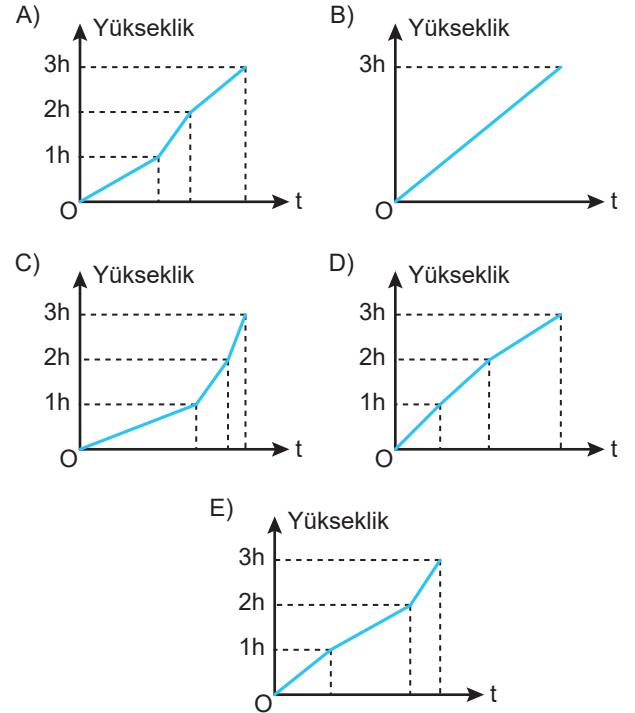 A) Yükseklik
3h
2h
1h
O
t
B) Yükseklik
3h
O
t
C) Yükseklik
3h
2h
1h
O
t
D) Yükseklik
3h
2h
1h
O
t
E) Yükseklik
3h
2h
1h
O
t